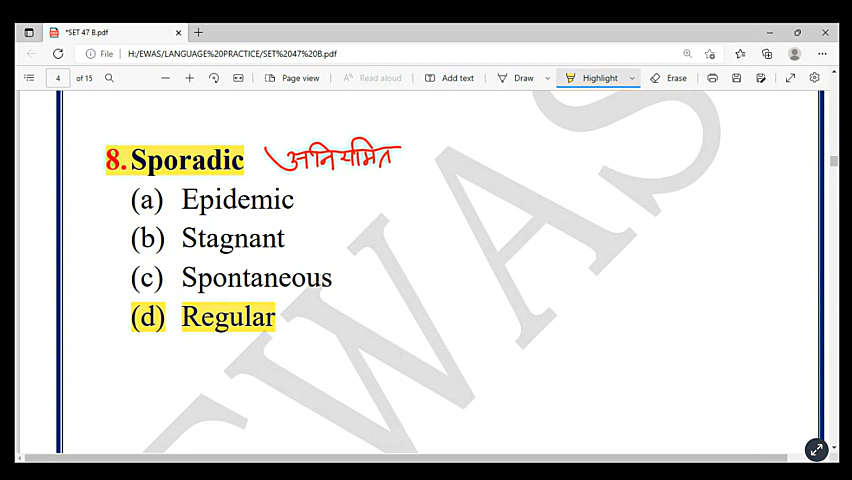 *SET 47 B.pdf
File H:/EWAS/LANGUAGE%20PRACTICE/SET%2047%20B.pdf
4 of 15 Page view Read aloud Add text Draw Highlight Erase
8. Sporadic अनियमित
(a) Epidemic
(b) Stagnant
(c) Spontaneous
(d) Regular
EWAS